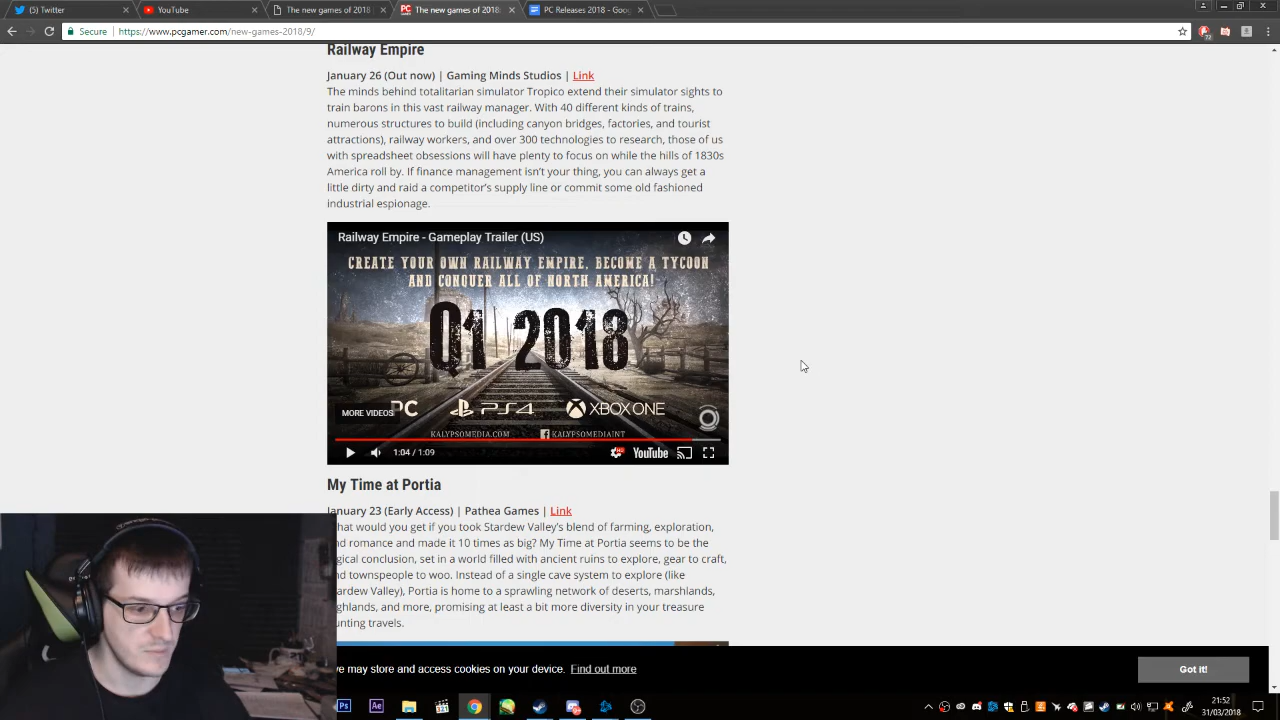 (5) Twitter
YouTube
The new games of 2018
The new games of 2018:
PC Releases 2018 - Goog
Secure
https://www.pcgamer.com/new-games-2018/9/
72
Railway Empire
January 26 (Out now) | Gaming Minds Studios | Link
The minds behind totalitarian simulator Tropico extend their simulator sights to
train barons in this vast railway manager. With 40 different kinds of trains,
numerous structures to build (including canyon bridges, factories, and tourist
attractions), railway workers, and over 300 technologies to research, those of us
with spreadsheet obsessions will have plenty to focus on while the hills of 1830s
America roll by. If finance management isn't your thing, you can always get a
little dirty and raid a competitor's supply line or commit some old fashioned
industrial espionage.
Railway Empire - Gameplay Trailer (US)
CREATE YOUR OWN RAILWAY EMPIRE, BECOME A TYCOON
AND CONQUER ALL OF NORTH AMERICA!
Q1 2018
MORE VIDEOS
PC
PS4
XBOX ONE
KALYPSOMEDIA.COM
KALYPSOMEDIAINT
1:04 / 1:09
HD
YouTube
My Time at Portia
January 23 (Early Access) | Pathea Games | Link
hat would you get if you took Stardew Valley's blend of farming, exploration,
nd romance and made it 10 times as big? My Time at Portia seems to be the
gical conclusion, set in a world filled with ancient ruins to explore, gear to craft,
nd townspeople to woo. Instead of a single cave system to explore (like
ardew Valley), Portia is home to a sprawling network of deserts, marshlands,
ghlands, and more, promising at least a bit more diversity in your treasure
unting travels.
we may store and access cookies on your device. Find out more
Got it!
Ps
Ae
21:52
31/03/2018